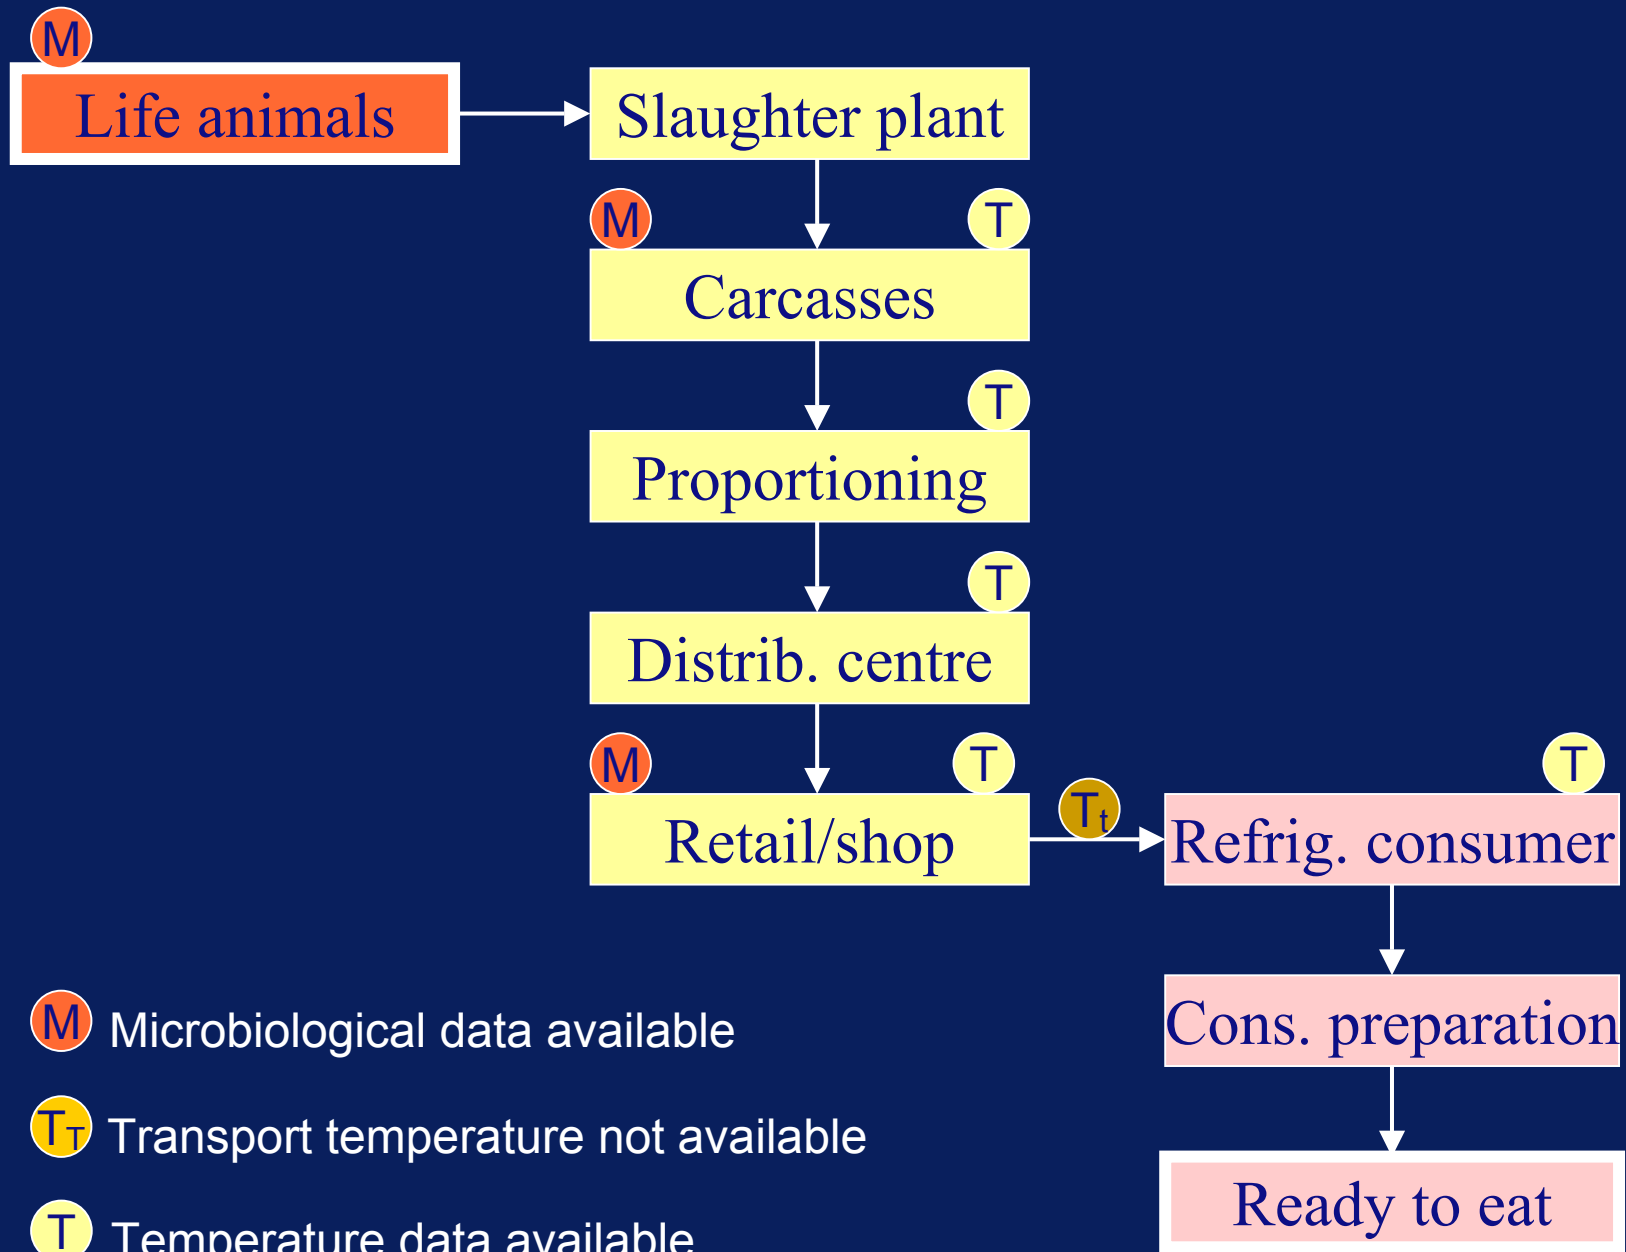 M
Life animals
Slaughter plant
M
T
Carcasses
T
Proportioning
T
Distrib. centre
M
T
Retail/shop
Tt
T
Refrig. consumer
Cons. preparation
Ready to eat
M Microbiological data available
TT Transport temperature not available
T Temperature data available